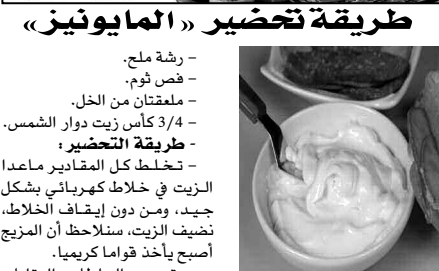 طريقة تحضير «المايونيز»
- رشة ملح.
- فص ثوم.
- ملعقتان من الخل.
- 3/4 كأس زيت دوار الشمس.
- طريقة التحضير:
- تخلط كل المقادير ماعدا
الزيت في خلاط كهربائي بشكل
جيد، ومن دون إيقاف الخلاط،
نضيف الزيت، سنلاحظ أن المزيج
أصبح يأخذ قواما كريميا.